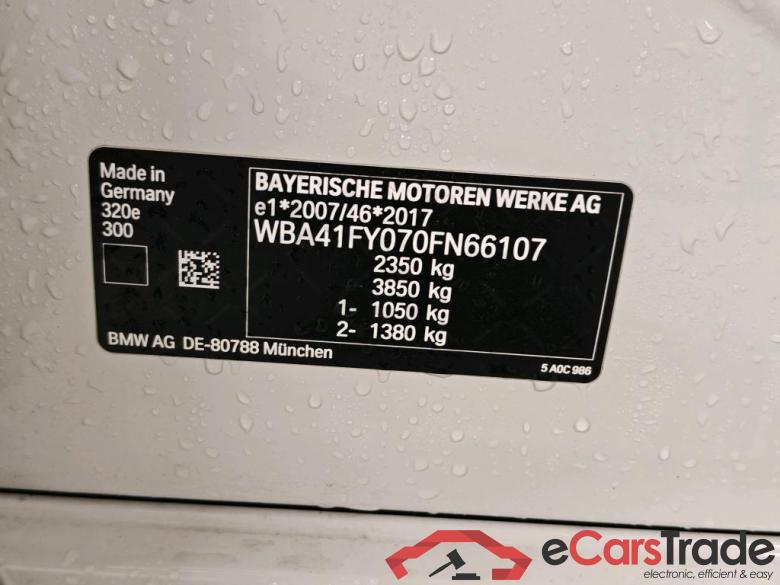 Made in
Germany
320e
300
BAYERISCHE MOTOREN WERKE AG
e1*2007/46*2017
WBA41FY070FN66107
2350 kg
3850 kg
1- 1050 kg
2- 1380 kg
BMW AG DE-80788 München
5 A0C 986
eCarsTrade
electronic, efficient & easy